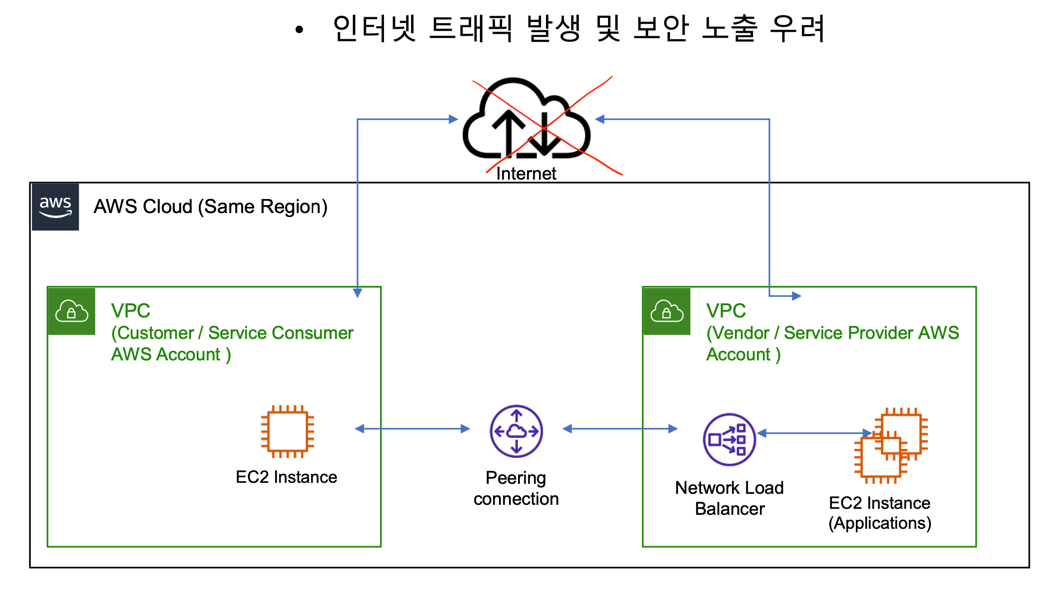 • 인터넷 트래픽 발생 및 보안 노출 우려
Internet
aws
AWS Cloud (Same Region)
VPC
(Customer / Service Consumer
AWS Account )
VPC
(Vendor / Service Provider AWS
Account )
EC2 Instance
Peering
connection
Network Load
Balancer
EC2 Instance
(Applications)